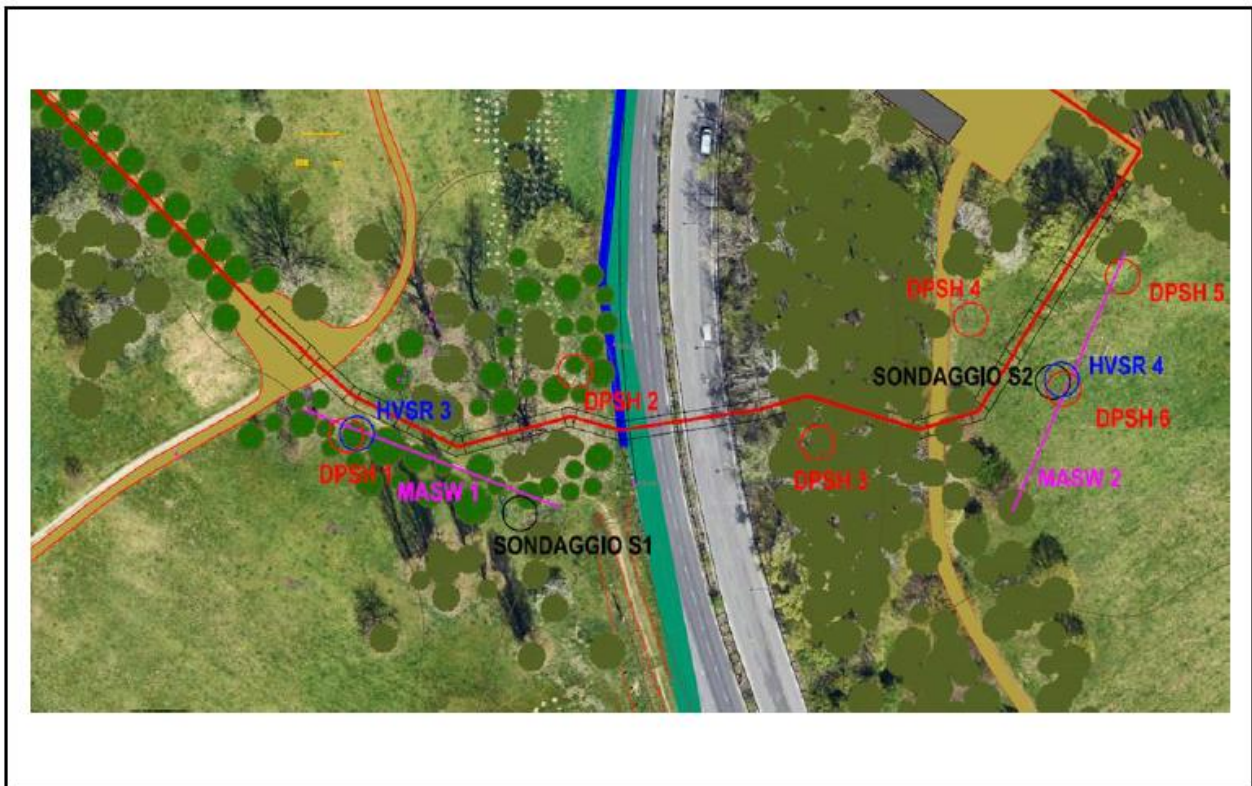 DPSH 4
DPSH 5
SONDAGGIO S2
HVSR 4
DPSH 2
HVSR 3
DPSH 6
DPSH 1
MASW 1
DPSH 3
MASW 2
SONDAGGIO S1